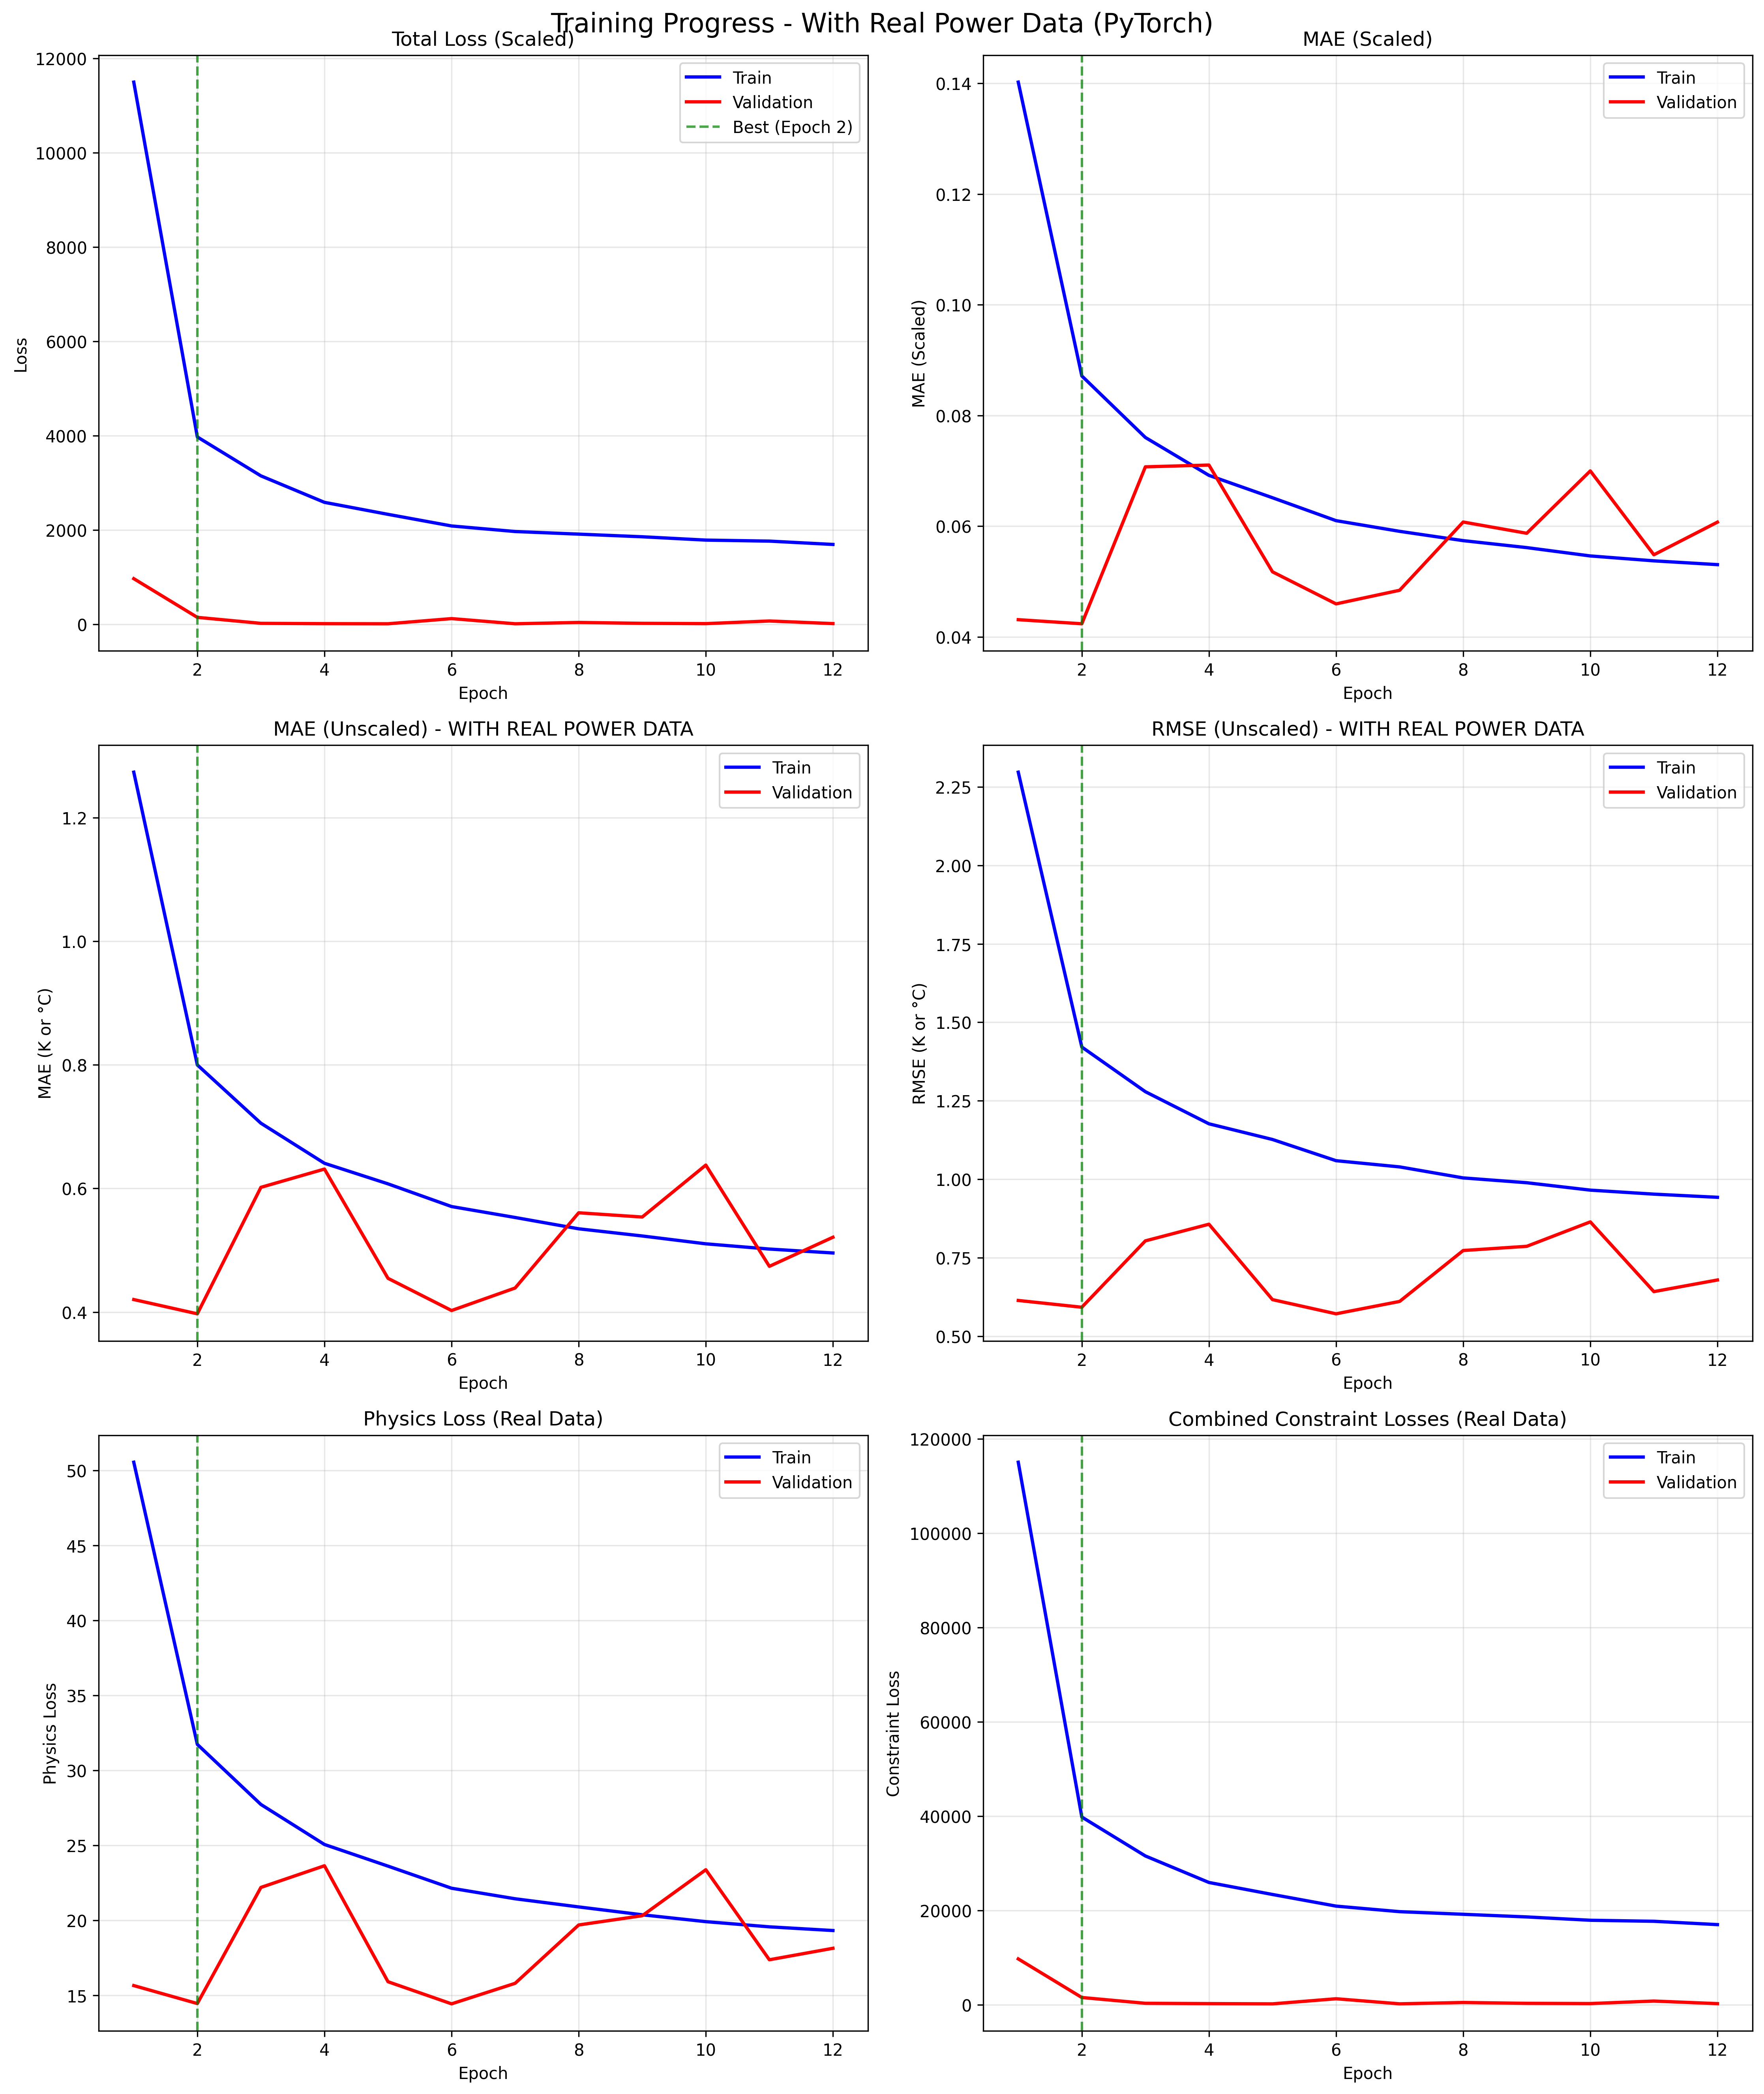 Training Progress - With Real Power Data (PyTorch)
Total Loss (Scaled)
12000
10000
8000
6000
4000
2000
0
Loss
2 4 6 8 10 12
Epoch
Train
Validation
Best (Epoch 2)
MAE (Scaled)
0.14
0.12
0.10
0.08
0.06
0.04
MAE (Scaled)
2 4 6 8 10 12
Epoch
Train
Validation
MAE (Unscaled) - WITH REAL POWER DATA
1.2
1.0
0.8
0.6
0.4
MAE (K or °C)
2 4 6 8 10 12
Epoch
Train
Validation
RMSE (Unscaled) - WITH REAL POWER DATA
2.25
2.00
1.75
1.50
1.25
1.00
0.75
0.50
RMSE (K or °C)
2 4 6 8 10 12
Epoch
Train
Validation
Physics Loss (Real Data)
50
45
40
35
30
25
20
15
Physics Loss
2 4 6 8 10 12
Epoch
Train
Validation
Combined Constraint Losses (Real Data)
120000
100000
80000
60000
40000
20000
0
Constraint Loss
2 4 6 8 10 12
Epoch
Train
Validation